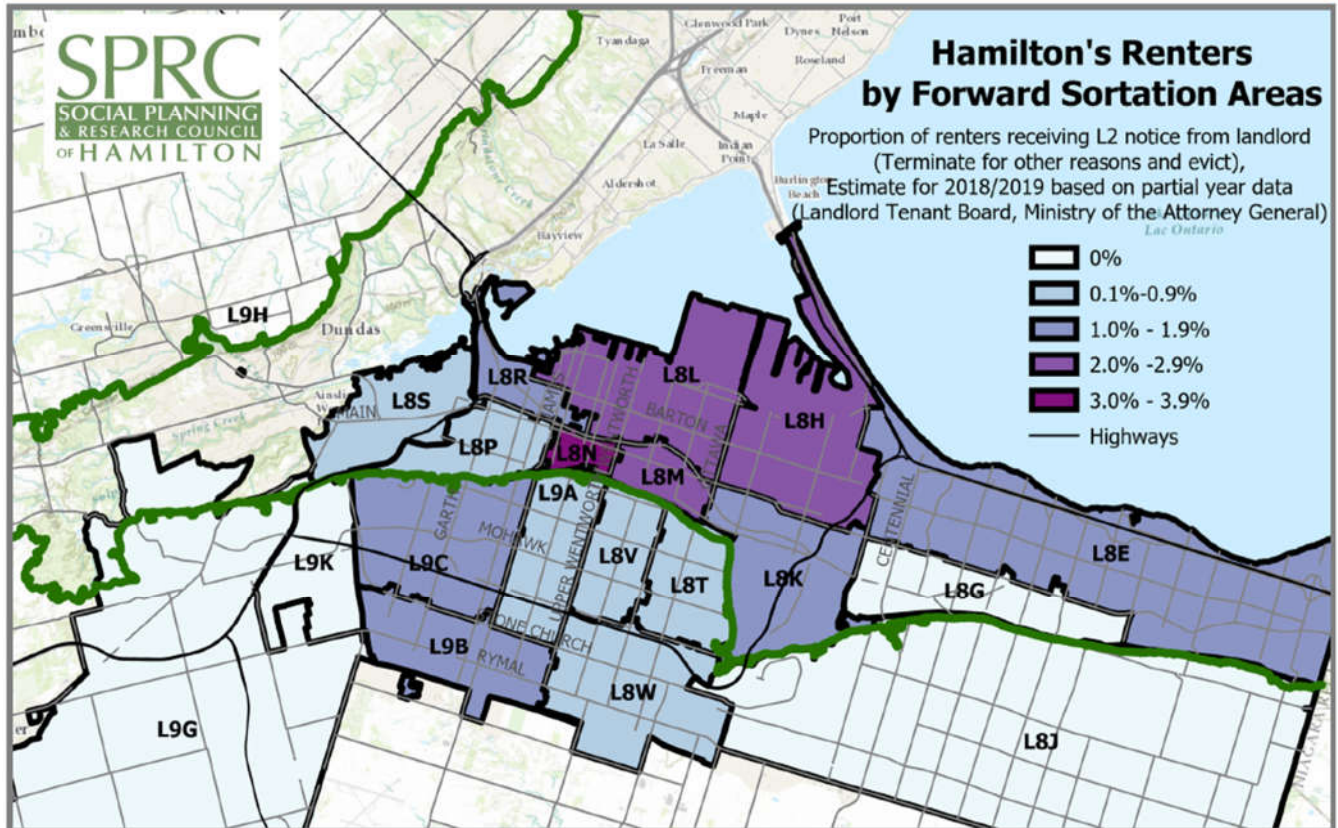 SPRC
SOCIAL PLANNING
& RESEARCH COUNCIL
OF HAMILTON
Hamilton's Renters
by Forward Sortation Areas
Proportion of renters receiving L2 notice from landlord
(Terminate for other reasons and evict),
Estimate for 2018/2019 based on partial year data
(Landlord Tenant Board, Ministry of the Attorney General)
Lac Ontario
0%
0.1%-0.9%
1.0% - 1.9%
2.0% -2.9%
3.0% - 3.9%
Highways
Glenwood Park
Port
Nelson
Dynes
Tyandaga
Roseland
Freeman
Maple
La Salle
Indian
Point
Aldershot
Burlington
Beach
Bayview
L9H
Greensville
Dundas
Spring Creek
MAIN
L8S
L8R
L8P
JAMES
L8L
BARTON
L8H
L8N
L8M
OTTAWA
L9A
UPPER WENTWORTH
GARTH
MOHAWK
L9K
L9C
L8V
L8T
L8K
CENTENNIAL
L8E
L8G
STONE CHURCH
L9B
RYMAL
L8W
L9G
L8J